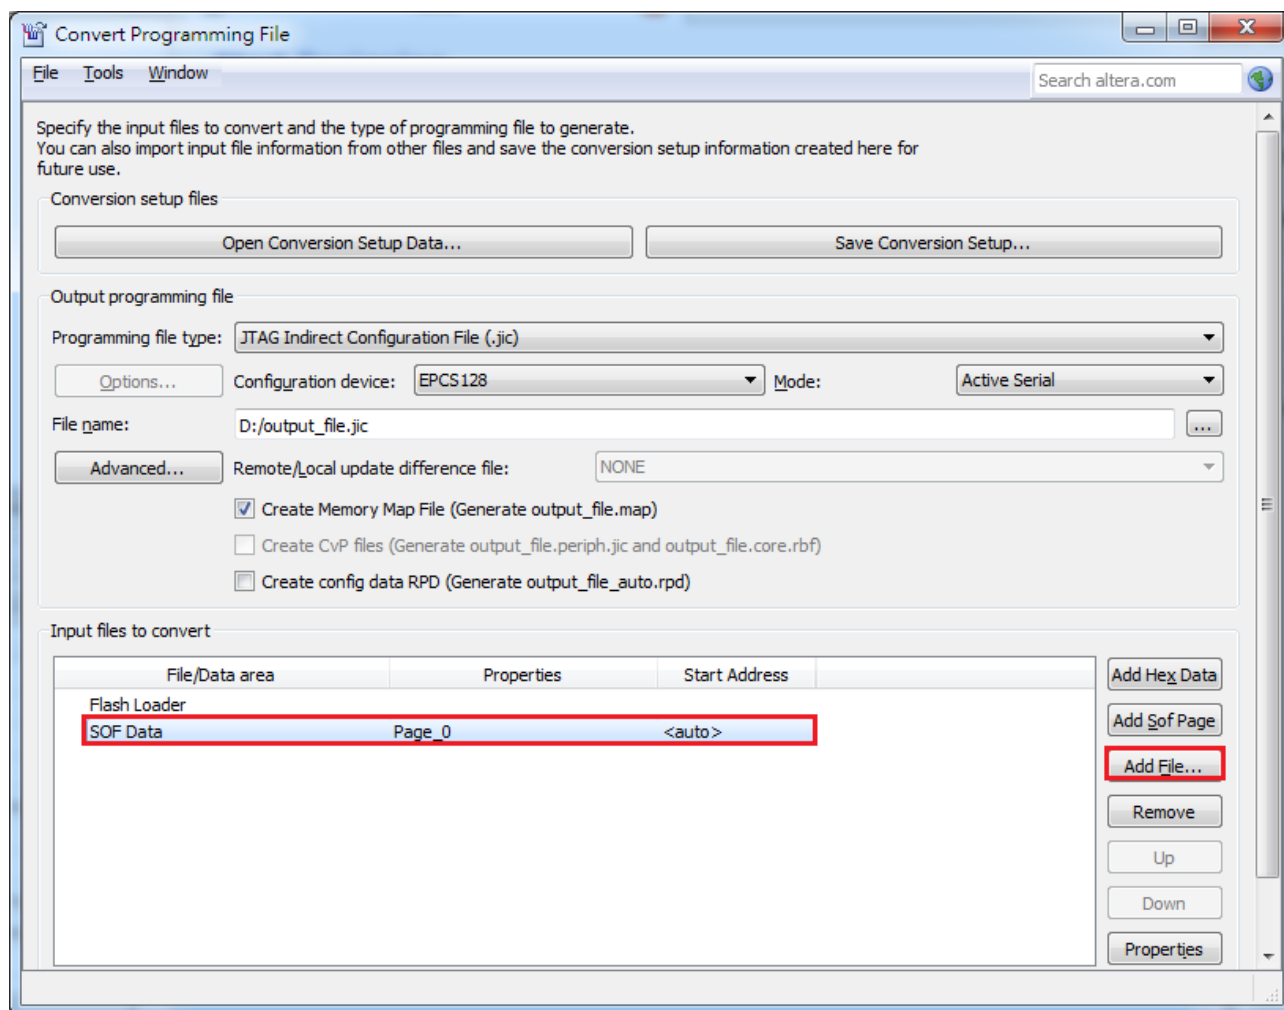 Convert Programming File
File Tools Window Search altera.com
Specify the input files to convert and the type of programming file to generate.
You can also import input file information from other files and save the conversion setup information created here for
future use.
Conversion setup files
Open Conversion Setup Data... Save Conversion Setup...
Output programming file
Programming file type: JTAG Indirect Configuration File (.jic)
Options... Configuration device: EPCS128 Mode: Active Serial
File name: D:/output_file.jic ...
Advanced... Remote/Local update difference file: NONE
Create Memory Map File (Generate output_file.map)
Create CvP files (Generate output_file.periph.jic and output_file.core.rbf)
Create config data RPD (Generate output_file_auto.rpd)
Input files to convert
File/Data area Properties Start Address Add Hex Data
Flash Loader
SOF Data Page_0 <auto> Add Sof Page
Add File...
Remove
Up
Down
Properties